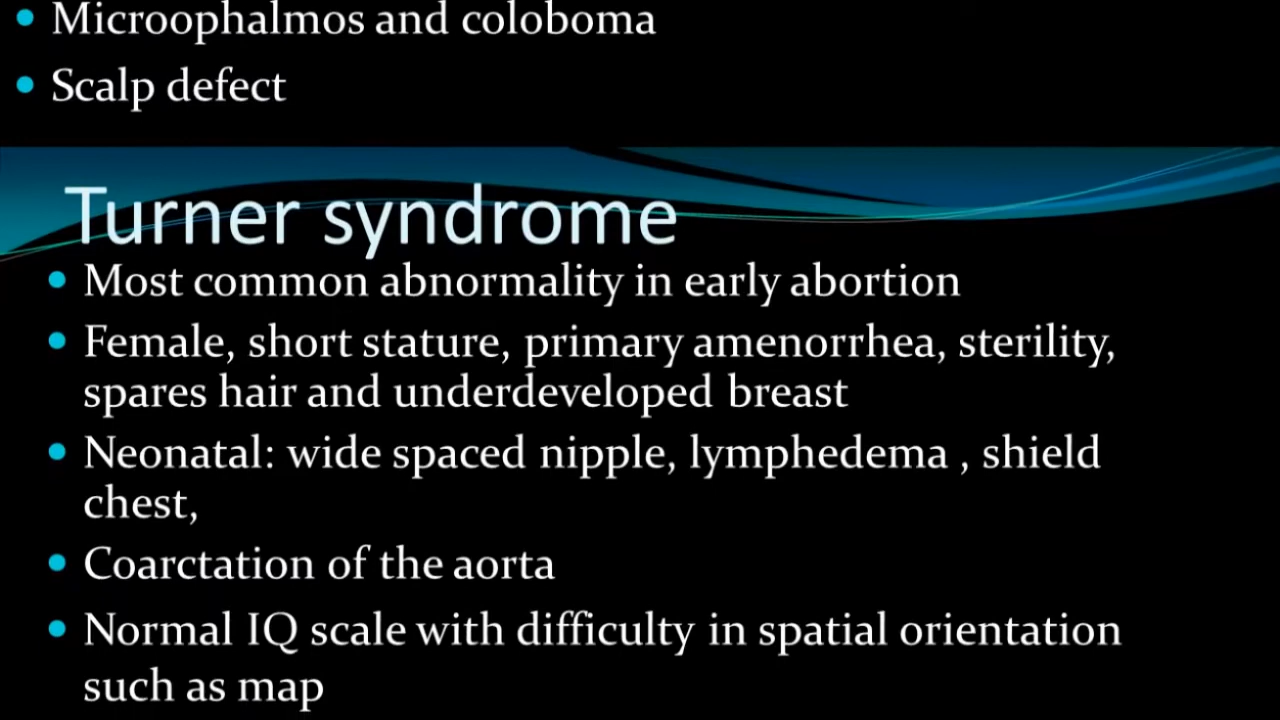 • Microophalmos and coloboma
• Scalp defect
Turner syndrome
• Most common abnormality in early abortion
• Female, short stature, primary amenorrhea, sterility,
spares hair and underdeveloped breast
• Neonatal: wide spaced nipple, lymphedema , shield
chest,
• Coarctation of the aorta
• Normal IQ scale with difficulty in spatial orientation
such as map